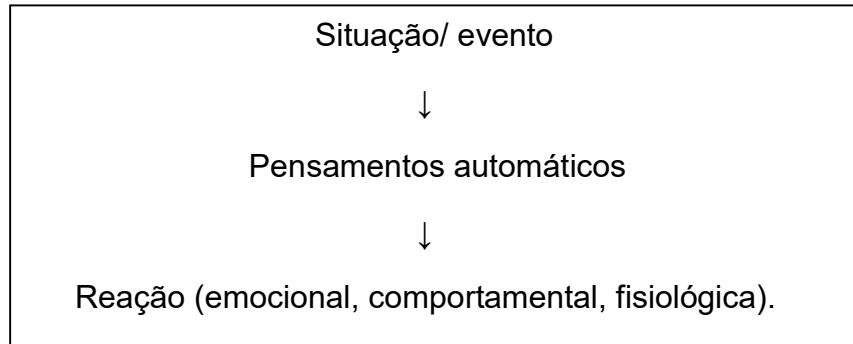 Situação/ evento
↓
Pensamentos automáticos
↓
Reação (emocional, comportamental, fisiológica).